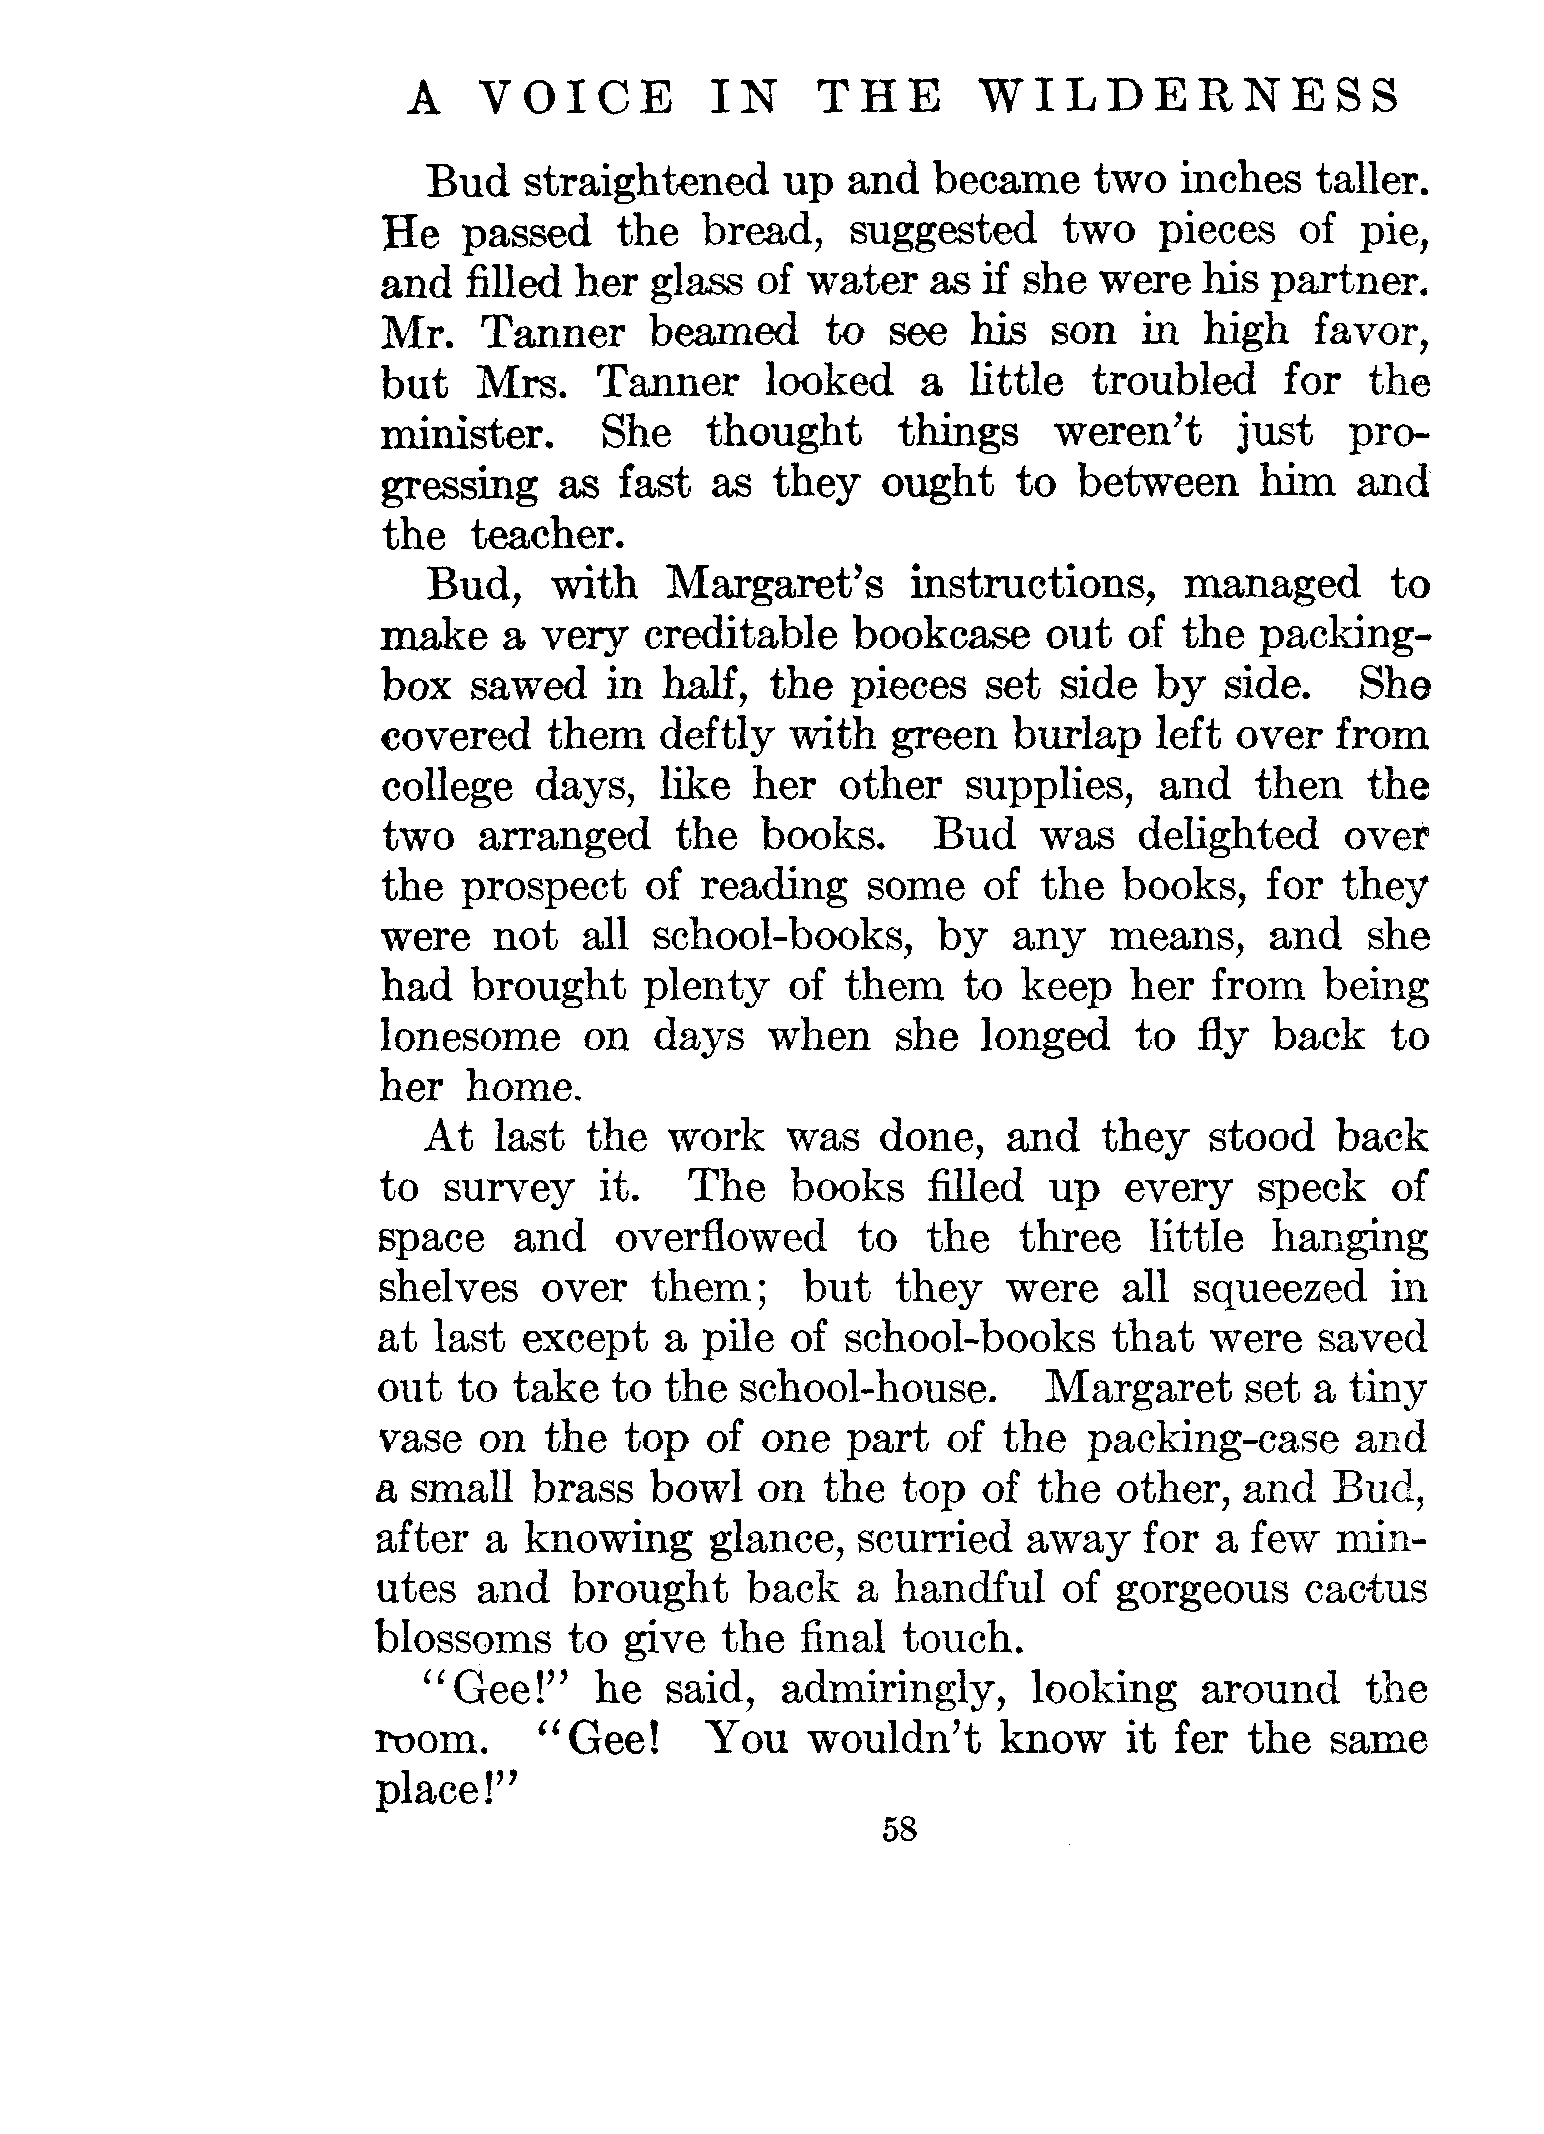 A VOICE IN THE WILDERNESS
Bud straightened up and became two inches taller.
He passed the bread, suggested two pieces of pie,
and filled her glass of water as if she were his partner.
Mr. Tanner beamed to see his son in high favor,
but Mrs. Tanner looked a little troubled for the
minister. She thought things weren't just pro-
gressing as fast as they ought to between him and
the teacher.
Bud, with Margaret's instructions, managed to
make a very creditable bookcase out of the packing-
box sawed in half, the pieces set side by side. She
covered them deftly with green burlap left over from
college days, like her other supplies, and then the
two arranged the books. Bud was delighted over
the prospect of reading some of the books, for they
were not all school-books, by any means, and she
had brought plenty of them to keep her from being
lonesome on days when she longed to fly back to
her home.
At last the work was done, and they stood back
to survey it. The books filled up every speck of
space and overflowed to the three little hanging
shelves over them; but they were all squeezed in
at last except a pile of school-books that were saved
out to take to the school-house. Margaret set a tiny
vase on the top of one part of the packing-case and
a small brass bowl on the top of the other, and Bud,
after a knowing glance, scurried away for a few min-
utes and brought back a handful of gorgeous cactus
blossoms to give the final touch.
"Gee!" he said, admiringly, looking around the
room. "Gee! You wouldn't know it fer the same
place!"
58